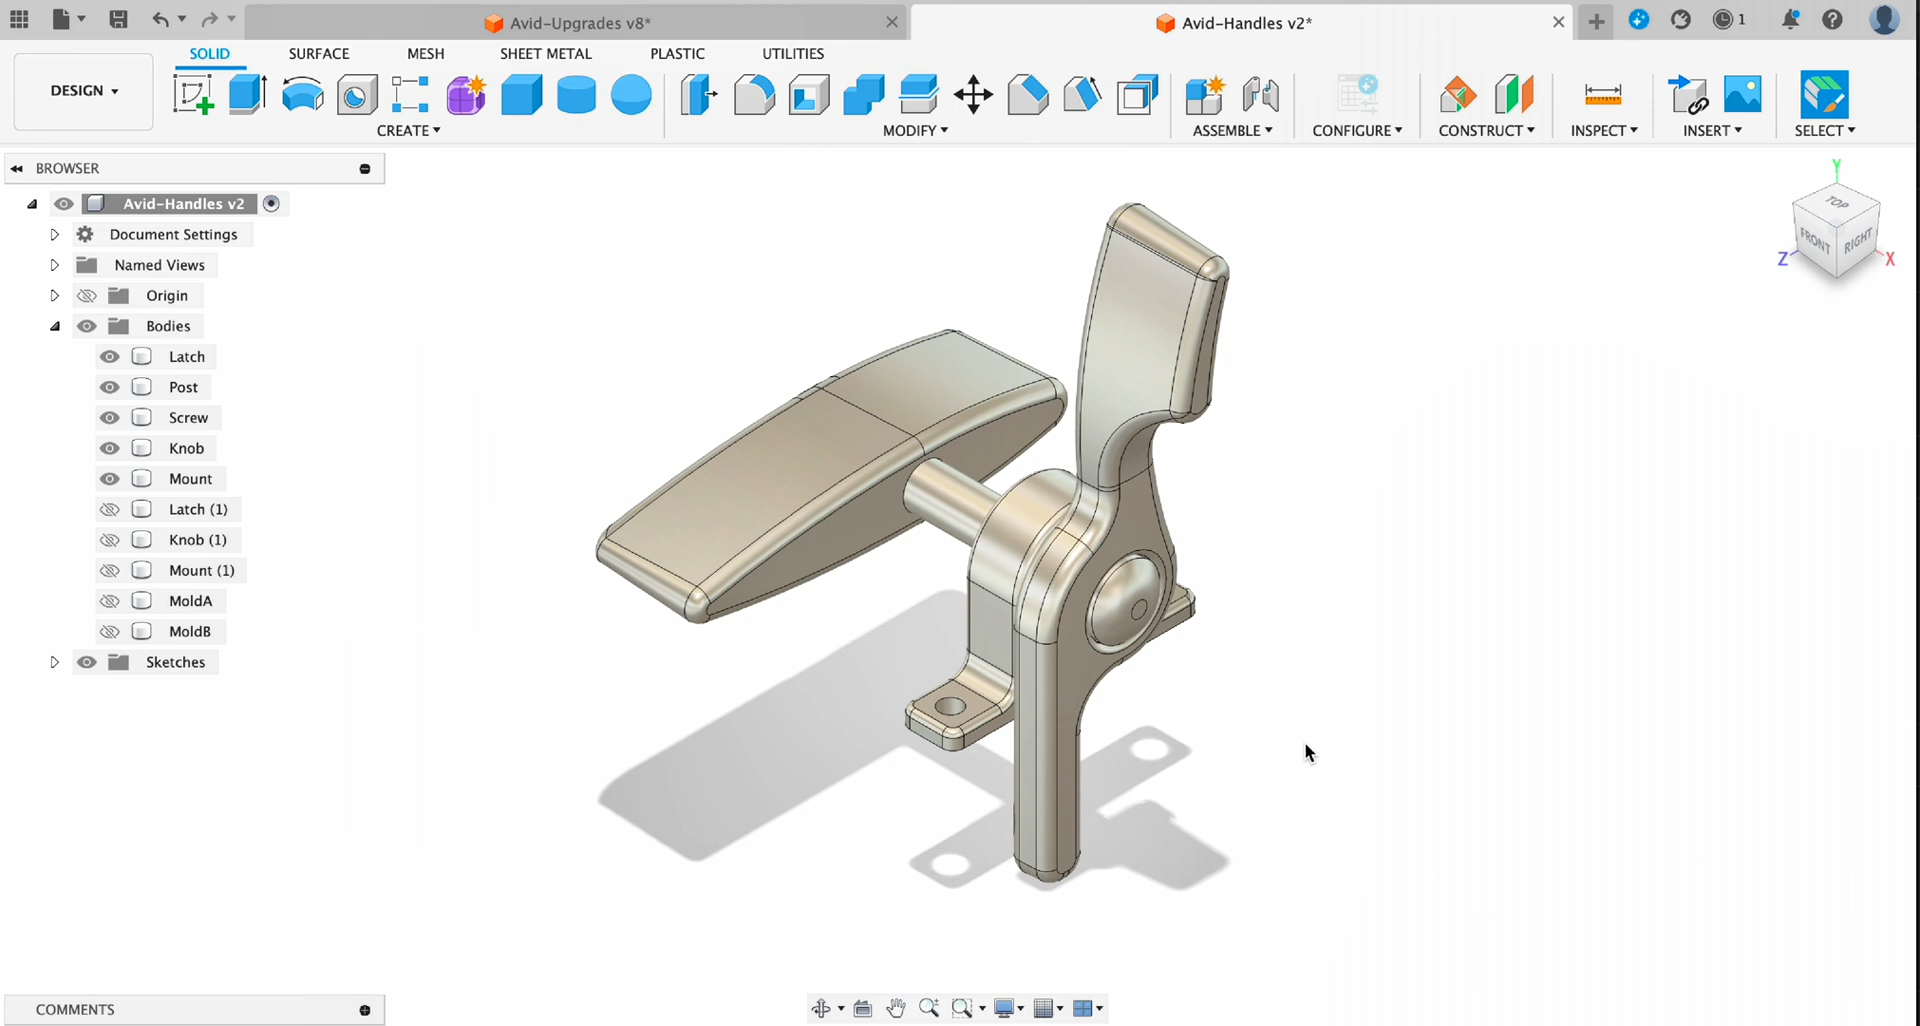 Avid-Upgrades v8*
Avid-Handles v2*
1
SOLID
SURFACE
MESH
SHEET METAL
PLASTIC
UTILITIES
DESIGN
CREATE
MODIFY
ASSEMBLE
CONFIGURE
CONSTRUCT
INSPECT
INSERT
SELECT
BROWSER
Avid-Handles v2
Document Settings
Named Views
Origin
Bodies
Latch
Post
Screw
Knob
Mount
Latch (1)
Knob (1)
Mount (1)
MoldA
MoldB
Sketches
Y
TOP
FRONT
RIGHT
Z
X
COMMENTS